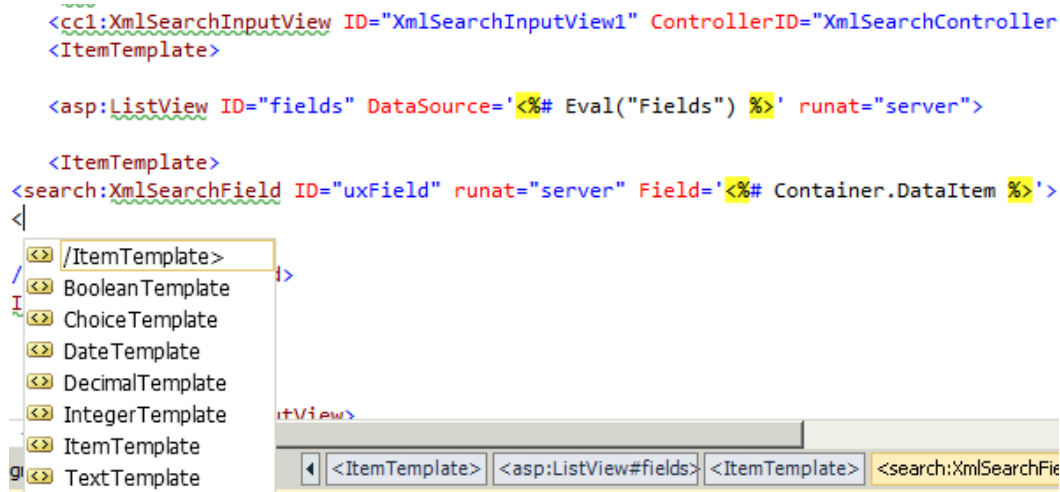 <cc1:XmlSearchInputView ID="XmlSearchInputView1" ControllerID="XmlSearchController
<ItemTemplate>
<asp:ListView ID="fields" DataSource='<%# Eval("Fields") %>' runat="server">
<ItemTemplate>
<search:XmlSearchField ID="uxField" runat="server" Field='<%# Container.DataItem %>'>
<
/ItemTemplate>
BooleanTemplate
ChoiceTemplate
DateTemplate
DecimalTemplate
IntegerTemplate
ItemTemplate
TextTemplate
<ItemTemplate> <asp:ListView#fields> <ItemTemplate> <search:XmlSearchFie